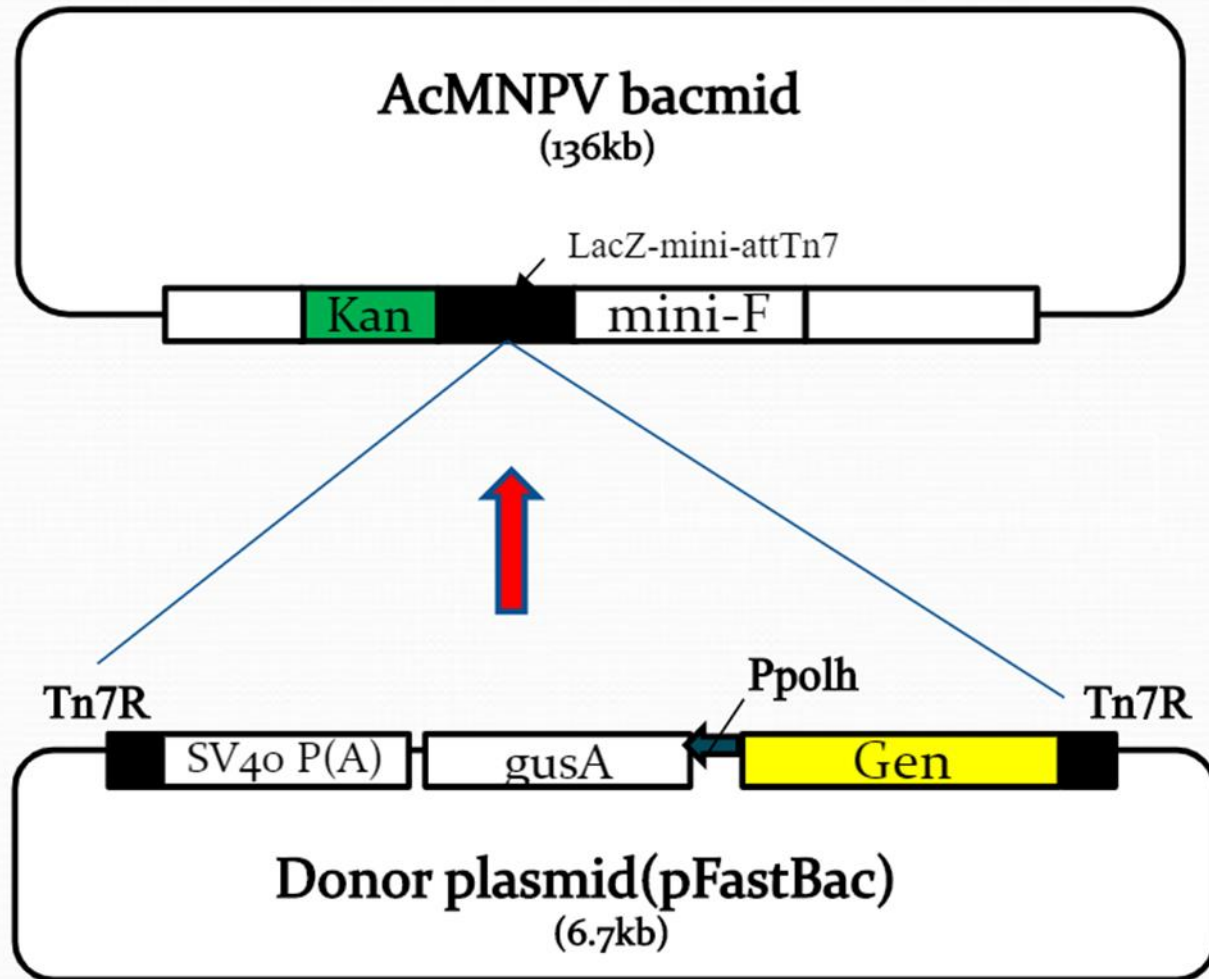 AcMNPV bacmid
(136kb)
LacZ-mini-attTn7
Kan
mini-F
Ppolh
Tn7R
Tn7R
SV40 P(A)
gusA
Gen
Donor plasmid(pFastBac)
(6.7kb)